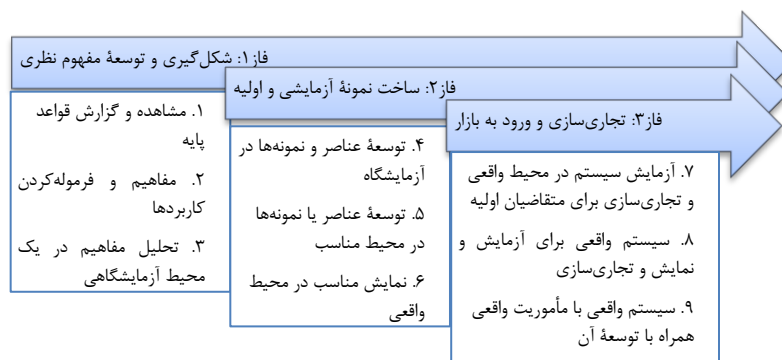 فاز۱: شکل‌گیری و توسعهٔ مفهوم نظری
۱. مشاهده و گزارش قواعد
پایه
۲. مفاهیم و فرموله‌کردن
کاربردها
۳. تحلیل مفاهیم در یک
محیط آزمایشگاهی
فاز۲: ساخت نمونهٔ آزمایشی و اولیه
۴. توسعهٔ عناصر و نمونه‌ها در
آزمایشگاه
۵. توسعهٔ عناصر یا نمونه‌ها
در محیط مناسب
۶. نمایش مناسب در محیط
واقعی
فاز۳: تجاری‌سازی و ورود به بازار
۷. آزمایش سیستم در محیط واقعی
و تجاری‌سازی برای متقاضیان اولیه
۸. سیستم واقعی برای آزمایش و
نمایش و تجاری‌سازی
۹. سیستم واقعی با مأموریت واقعی
همراه با توسعهٔ آن